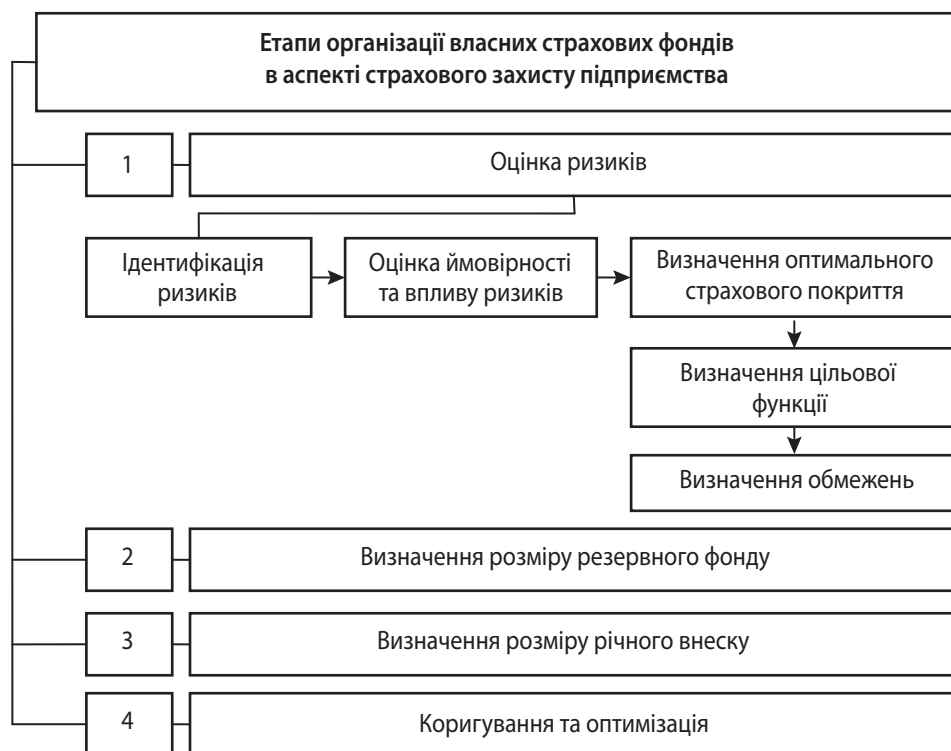 Етапи організації власних страхових фондів
в аспекті страхового захисту підприємства
1
Оцінка ризиків
Ідентифікація
ризиків
Оцінка ймовірності
та впливу ризиків
Визначення оптимального
страхового покриття
Визначення цільової
функції
Визначення обмежень
2
Визначення розміру резервного фонду
3
Визначення розміру річного внеску
4
Коригування та оптимізація